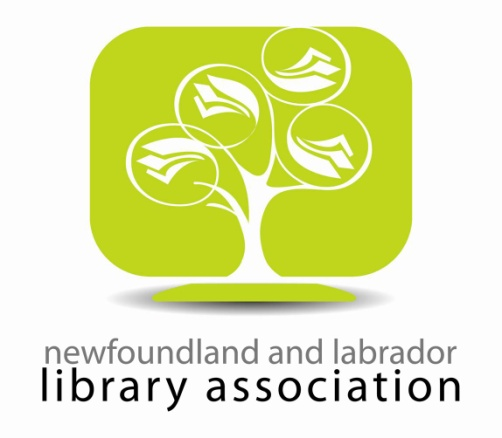 newfoundland and labrador
library association